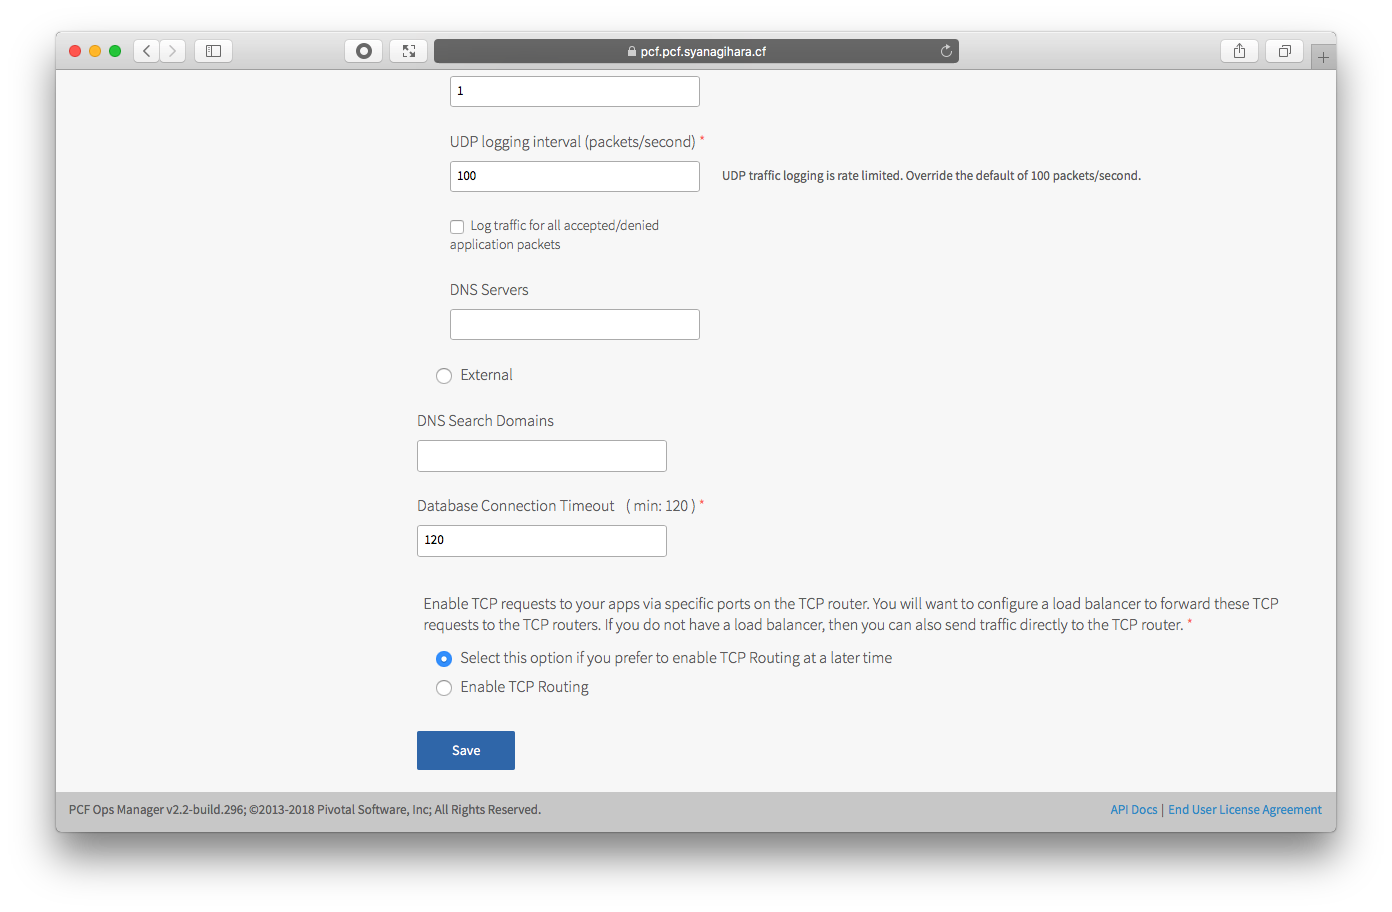 pcf.pcf.syanagihara.cf
1
UDP logging interval (packets/second) *
100
UDP traffic logging is rate limited. Override the default of 100 packets/second.
Log traffic for all accepted/denied
application packets
DNS Servers
External
DNS Search Domains
Database Connection Timeout ( min: 120 ) *
120
Enable TCP requests to your apps via specific ports on the TCP router. You will want to configure a load balancer to forward these TCP
requests to the TCP routers. If you do not have a load balancer, then you can also send traffic directly to the TCP router. *
Select this option if you prefer to enable TCP Routing at a later time
Enable TCP Routing
Save
PCF Ops Manager v2.2-build.296; ©2013-2018 Pivotal Software, Inc; All Rights Reserved.
API Docs | End User License Agreement